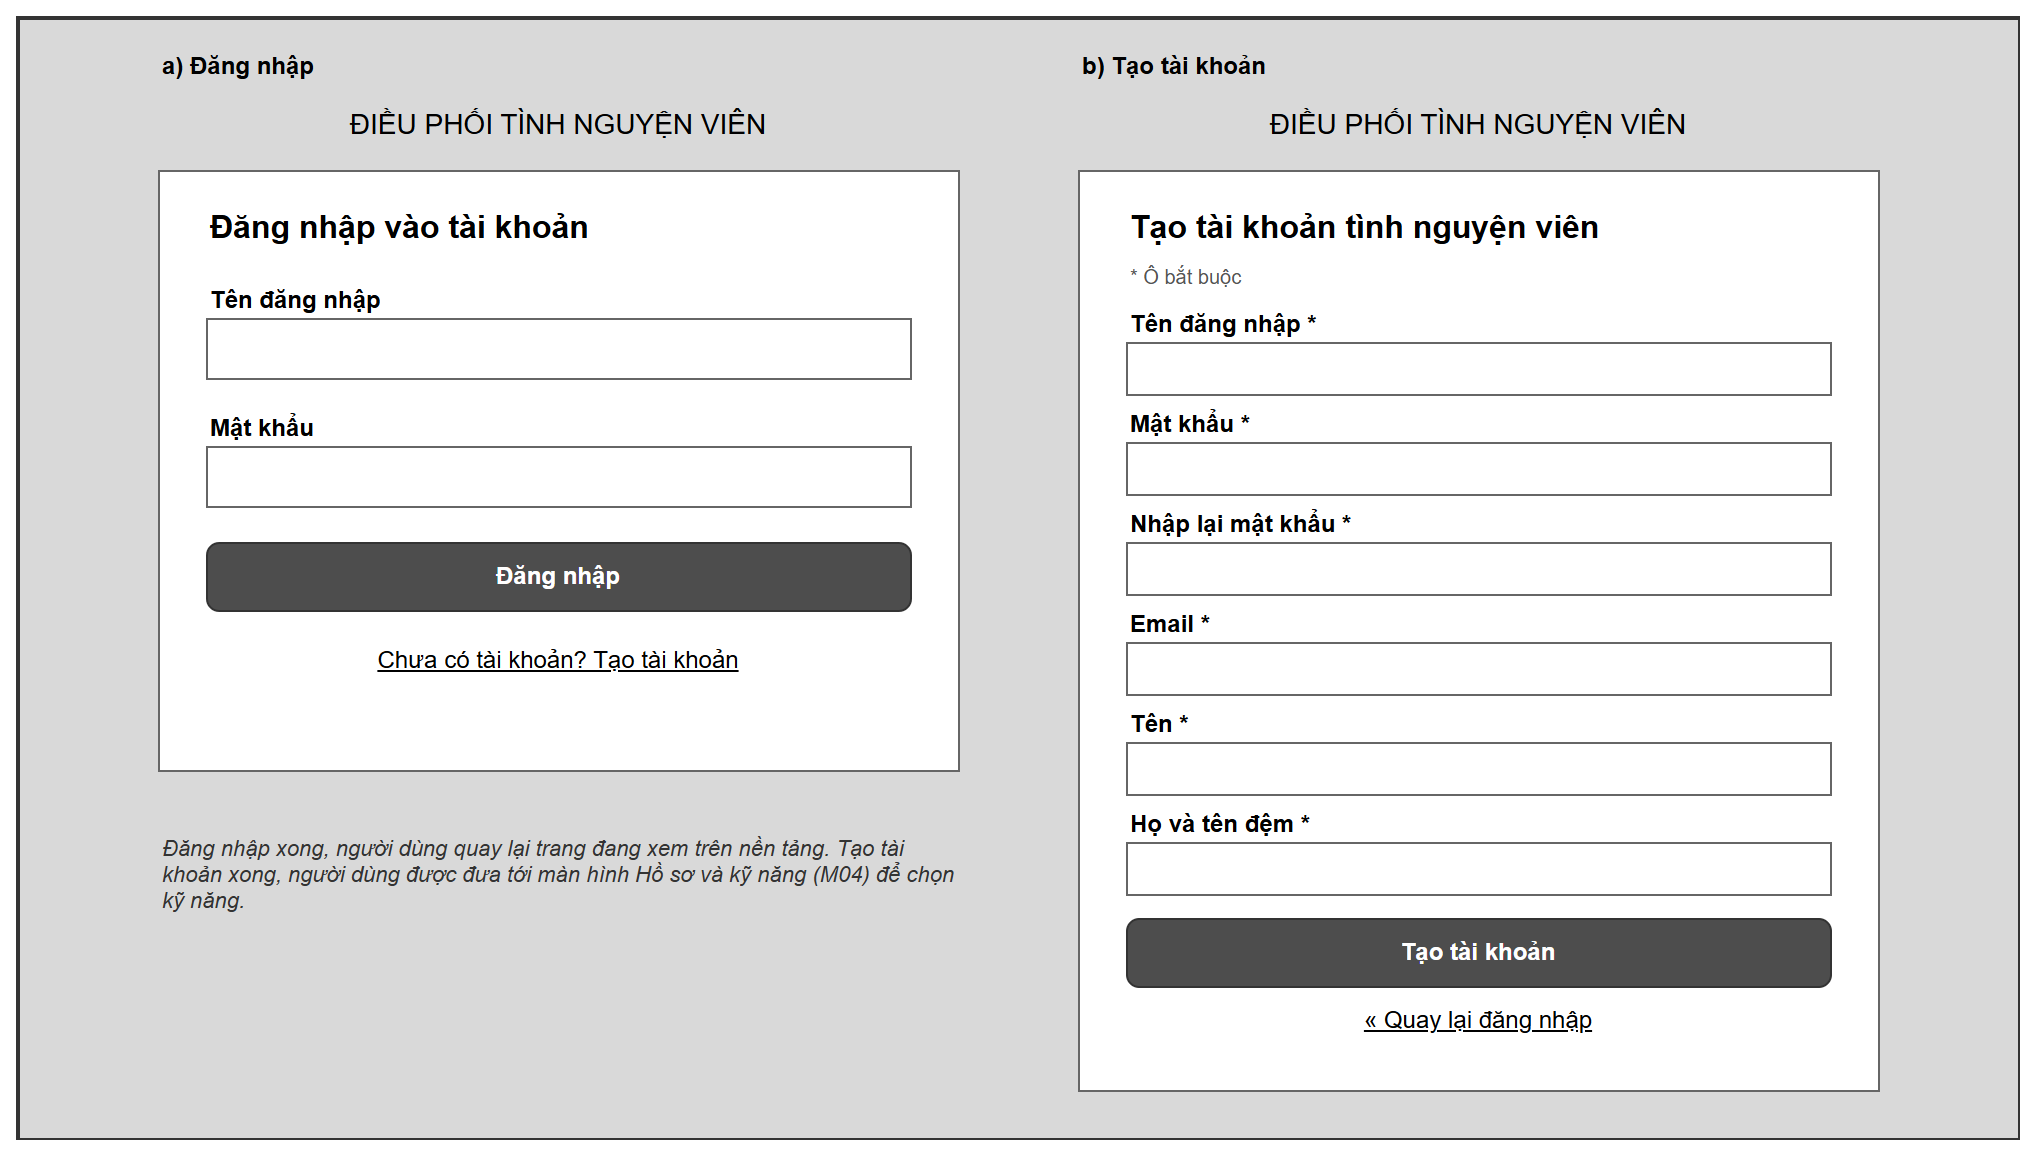 a) Đăng nhập
ĐIỀU PHỐI TÌNH NGUYỆN VIÊN
Đăng nhập vào tài khoản
Tên đăng nhập
Mật khẩu
Đăng nhập
Chưa có tài khoản? Tạo tài khoản
Đăng nhập xong, người dùng quay lại trang đang xem trên nền tảng. Tạo tài
khoản xong, người dùng được đưa tới màn hình Hồ sơ và kỹ năng (M04) để chọn
kỹ năng.
b) Tạo tài khoản
ĐIỀU PHỐI TÌNH NGUYỆN VIÊN
Tạo tài khoản tình nguyện viên
* Ô bắt buộc
Tên đăng nhập *
Mật khẩu *
Nhập lại mật khẩu *
Email *
Tên *
Họ và tên đệm *
Tạo tài khoản
« Quay lại đăng nhập